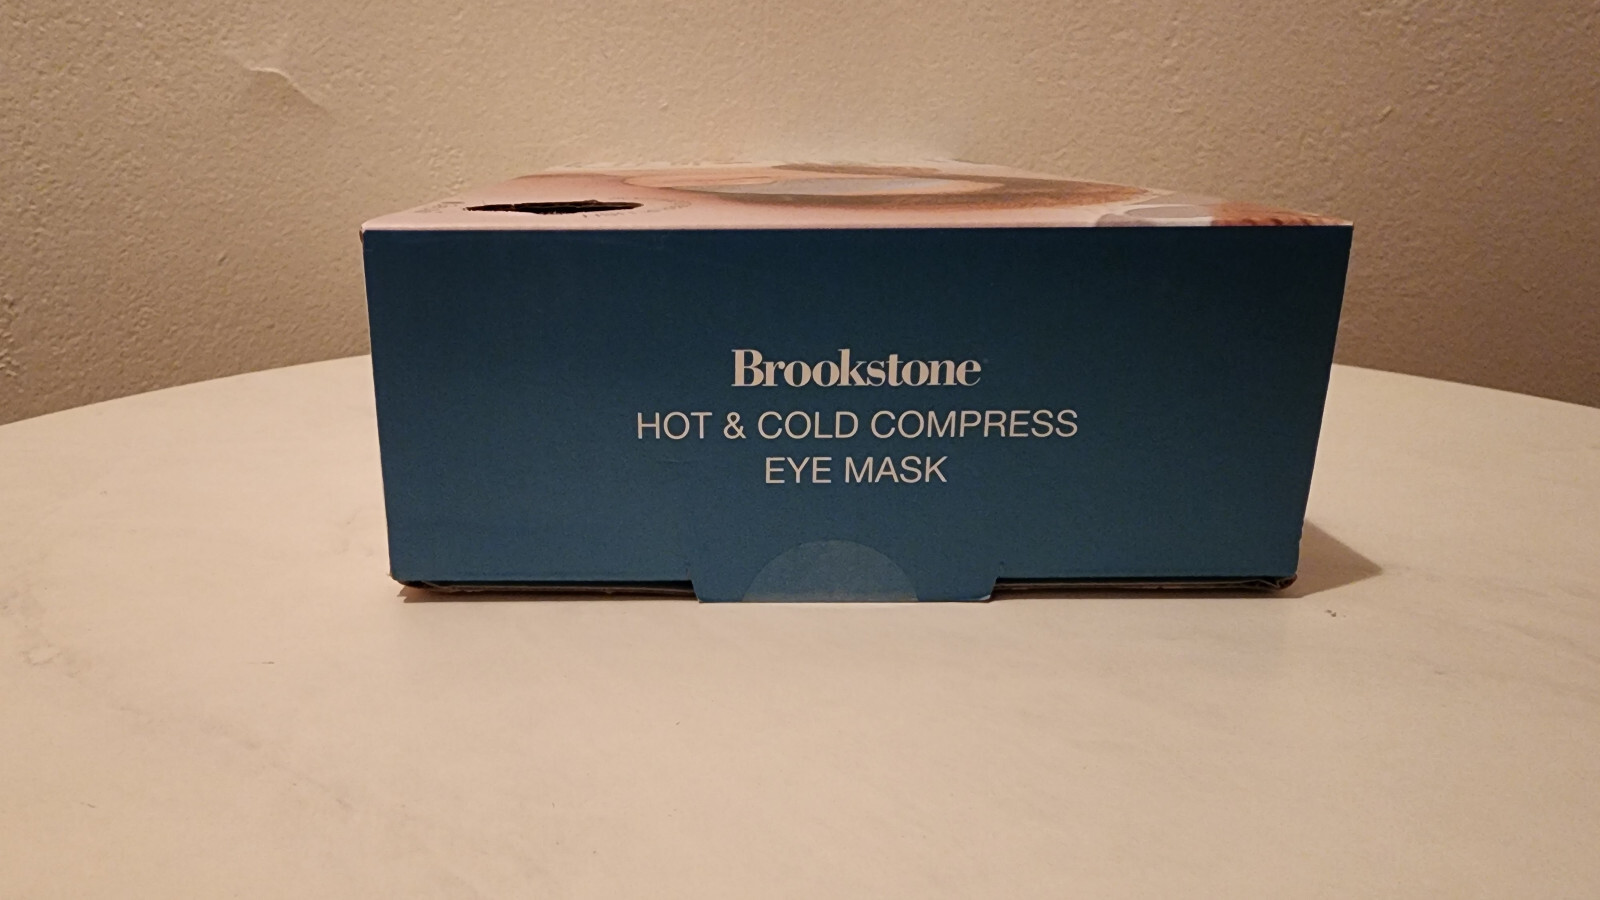 Brookstone
HOT & COLD COMPRESS
EYE MASK